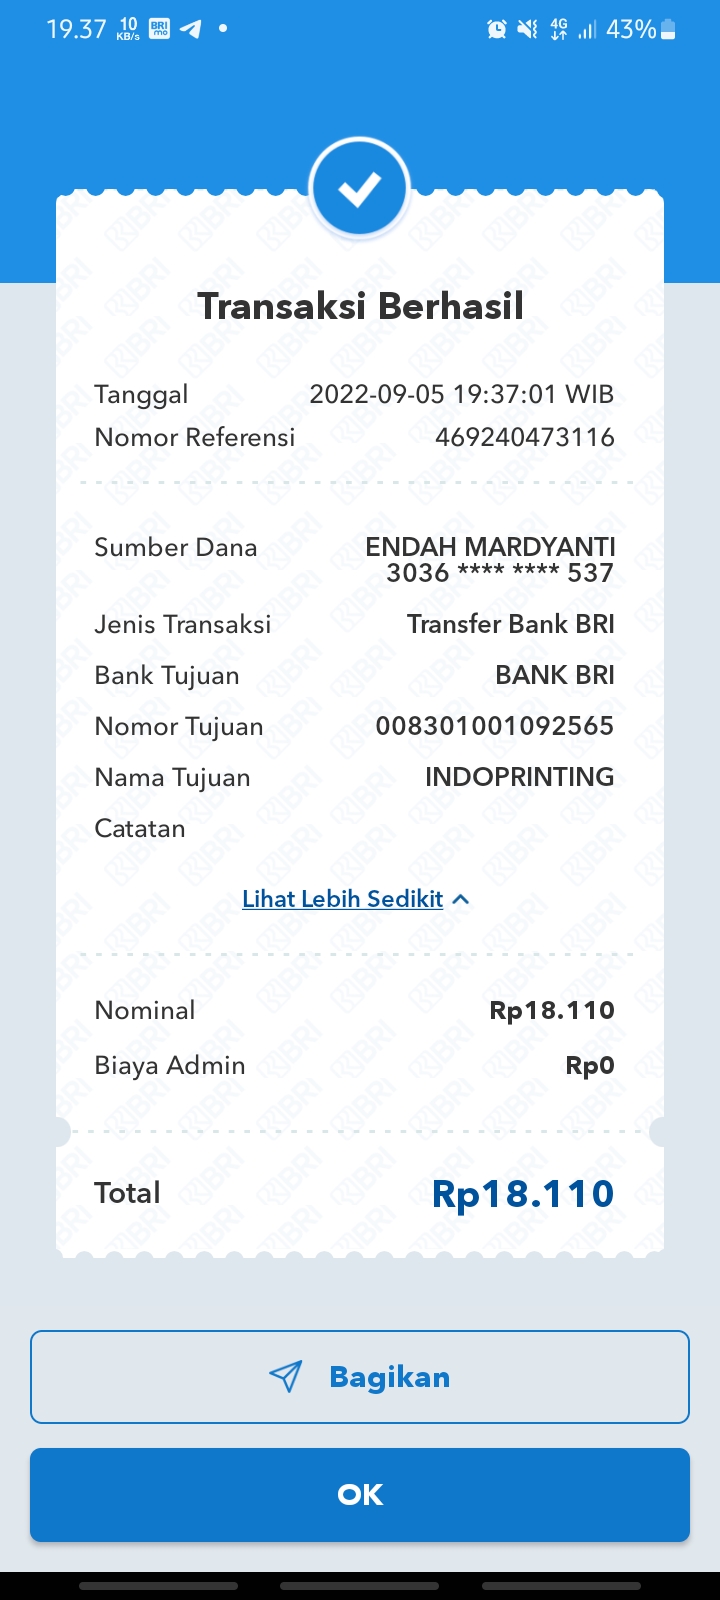 19.37 10 KB/s BRI mo 4G 43%
Transaksi Berhasil
Tanggal 2022-09-05 19:37:01 WIB
Nomor Referensi 469240473116
Sumber Dana ENDAH MARDYANTI
3036 **** **** 537
Jenis Transaksi Transfer Bank BRI
Bank Tujuan BANK BRI
Nomor Tujuan 008301001092565
Nama Tujuan INDOPRINTING
Catatan
Lihat Lebih Sedikit
Nominal Rp18.110
Biaya Admin Rp0
Total Rp18.110
Bagikan
OK